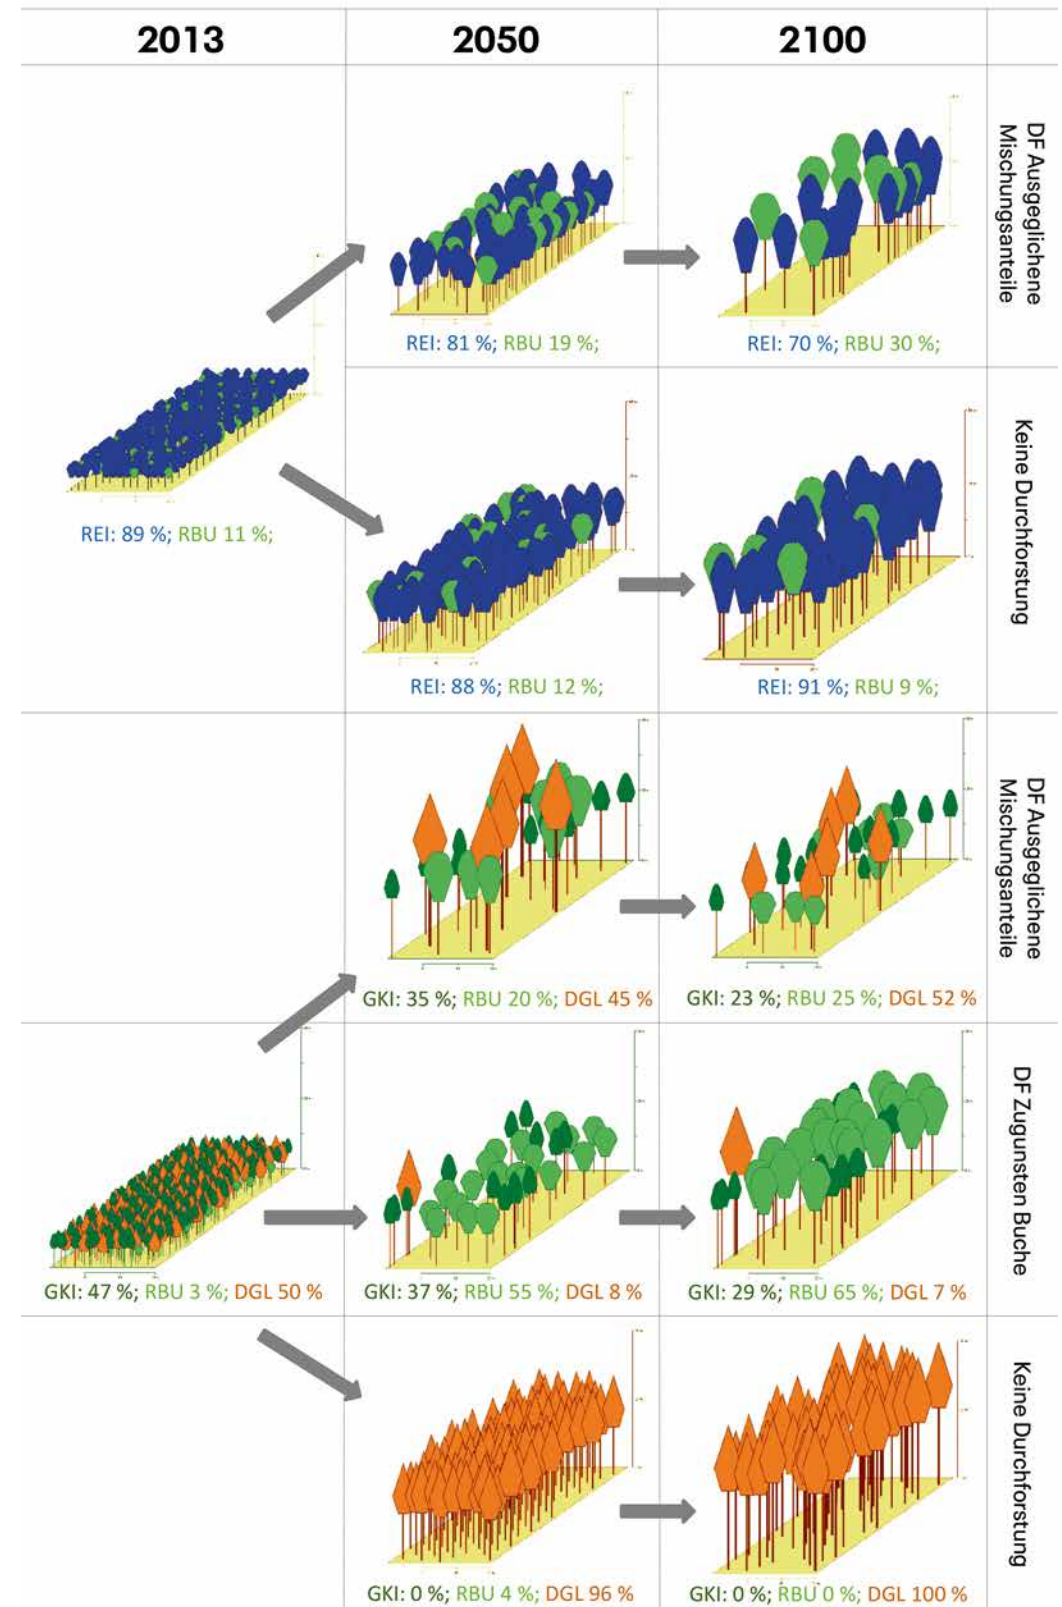 2013 2050 2100
DF Ausgeglichene
Mischungsanteile
REI: 81 %; RBU 19 %;
REI: 70 %; RBU 30 %;
REI: 89 %; RBU 11 %;
Keine Durchforstung
REI: 88 %; RBU 12 %;
REI: 91 %; RBU 9 %;
DF Ausgeglichene
Mischungsanteile
GKI: 35 %; RBU 20 %; DGL 45 %
GKI: 23 %; RBU 25 %; DGL 52 %
DF Zugunsten Buche
GKI: 47 %; RBU 3 %; DGL 50 %
GKI: 37 %; RBU 55 %; DGL 8 %
GKI: 29 %; RBU 65 %; DGL 7 %
Keine Durchforstung
GKI: 0 %; RBU 4 %; DGL 96 %
GKI: 0 %; RBU 0 %; DGL 100 %